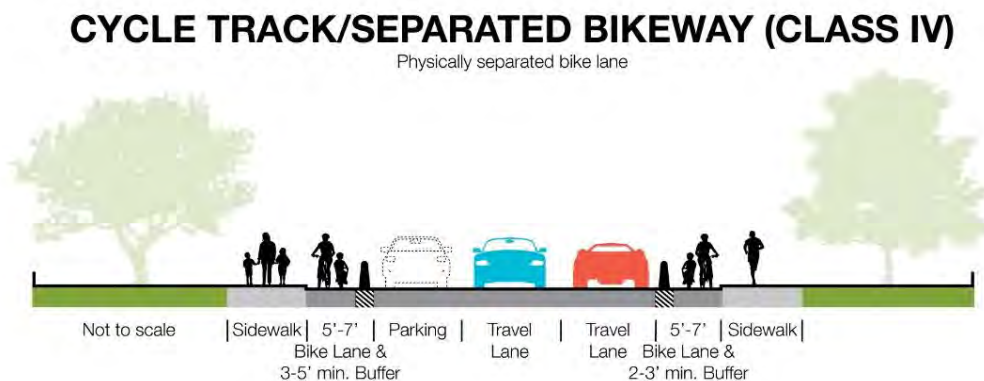 CYCLE TRACK/SEPARATED BIKEWAY (CLASS IV)
Physically separated bike lane
Not to scale
Sidewalk
5'-7'
Bike Lane &
3-5' min. Buffer
Parking
Travel
Lane
Travel
Lane
5'-7'
Bike Lane &
2-3' min. Buffer
Sidewalk